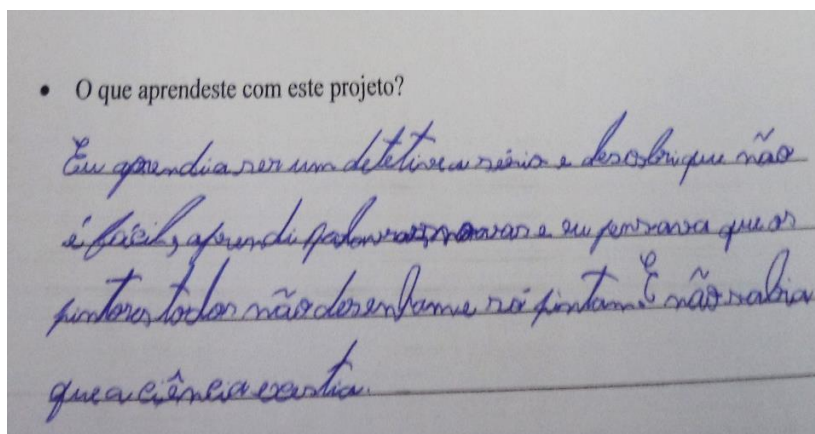 • O que aprendeste com este projeto?
Eu aprendi a ser um detetive a sério e descobri que não
é fácil, aprendi palavras novas e eu pensava que os
pintores todos não desenham e só pintam. E não sabia
que a ciência existia.